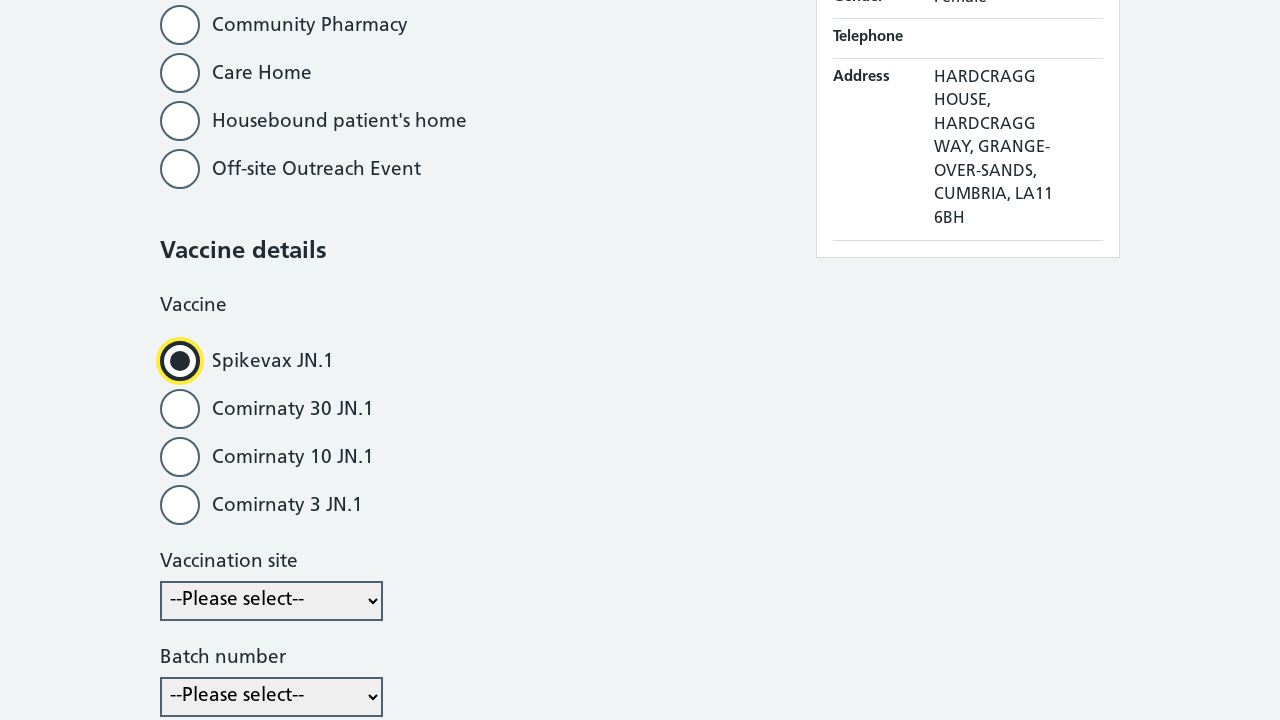 Community Pharmacy
Care Home
Housebound patient's home
Off-site Outreach Event
Vaccine details
Vaccine
Spikevax JN.1
Comirnaty 30 JN.1
Comirnaty 10 JN.1
Comirnaty 3 JN.1
Vaccination site
--Please select--
Batch number
--Please select--
Gender Female
Telephone
Address HARDCRAGG
HOUSE,
HARDCRAGG
WAY, GRANGE-
OVER-SANDS,
CUMBRIA, LA11
6BH